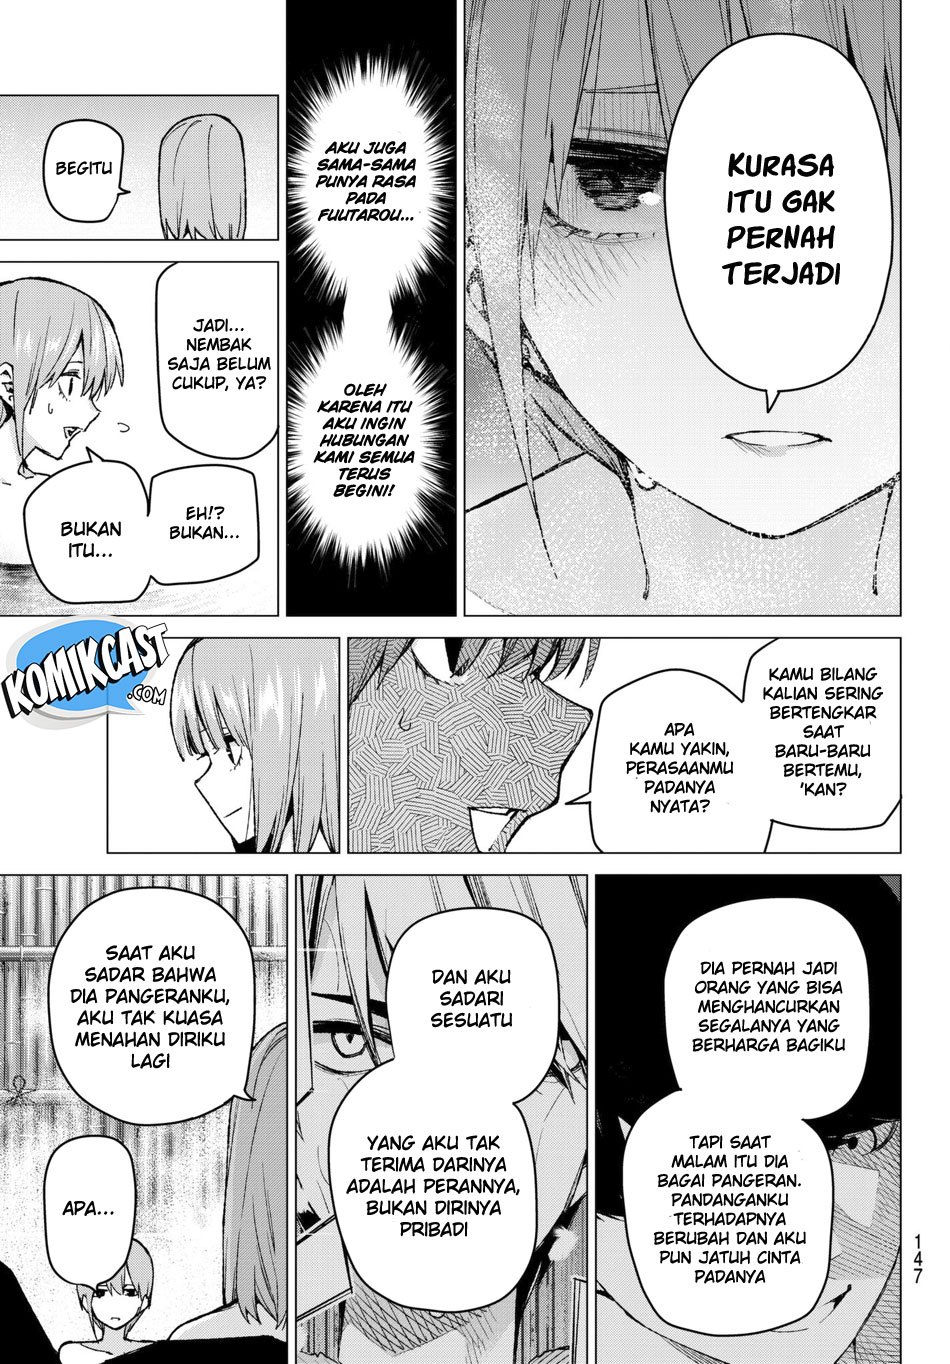 KURASA
ITU GAK
PERNAH
TERJADI
AKU JUGA
SAMA-SAMA
PUNYA RASA
PADA
FUUTAROU...
OLEH
KARENA ITU
AKU INGIN
HUBUNGAN
KAMI SEMUA
TERUS
BEGINI!
BEGITU
JADI...
NEMBAK
SAJA BELUM
CUKUP, YA?
EH!?
BUKAN...
BUKAN
ITU...
KOMIKCAST
.COM
KAMU BILANG
KALIAN SERING
BERTENGKAR
SAAT
BARU-BARU
BERTEMU,
'KAN?
APA
KAMU YAKIN,
PERASAANMU
PADANYA
NYATA?
DIA PERNAH JADI
ORANG YANG BISA
MENGHANCURKAN
SEGALANYA YANG
BERHARGA BAGIKU
TAPI SAAT
MALAM ITU DIA
BAGAI PANGERAN.
PANDANGANKU
TERHADAPNYA
BERUBAH DAN AKU
PUN JATUH CINTA
PADANYA
DAN AKU
SADARI
SESUATU
YANG AKU TAK
TERIMA DARINYA
ADALAH PERANNYA,
BUKAN DIRINYA
PRIBADI
SAAT AKU
SADAR BAHWA
DIA PANGERANKU,
AKU TAK KUASA
MENAHAN DIRIKU
LAGI
APA...
147